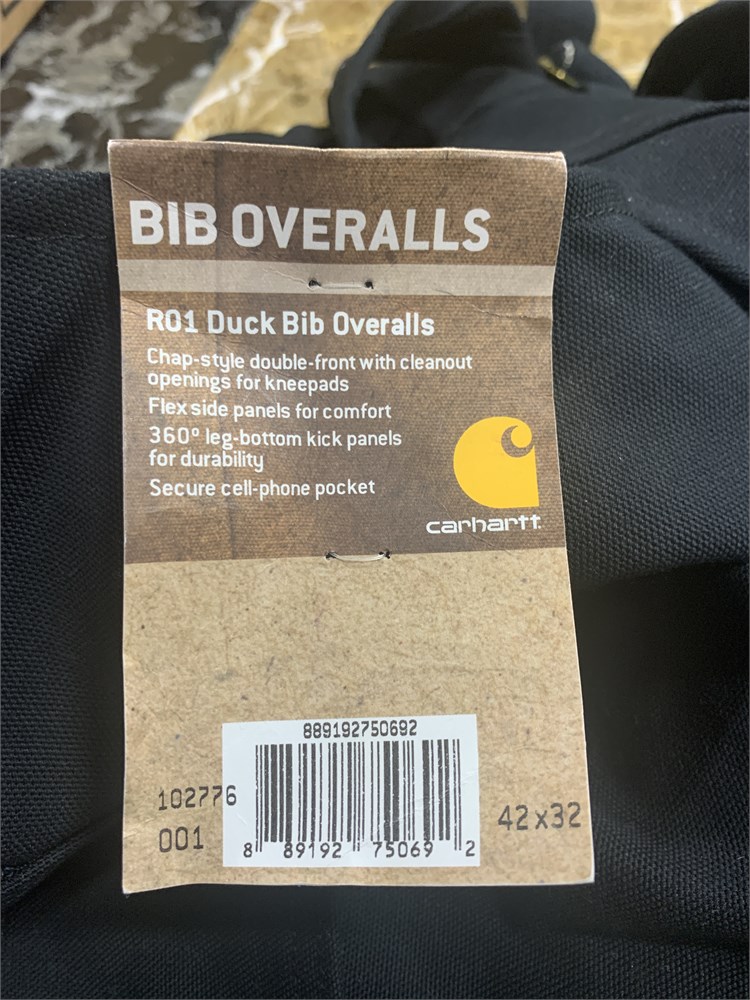 BIB OVERALLS
R01 Duck Bib Overalls
Chap-style double-front with cleanout
openings for kneepads
Flex side panels for comfort
360º leg-bottom kick panels
for durability
Secure cell-phone pocket
carhartt
889192750692
102776
001
42x32
8 89192 75069 2